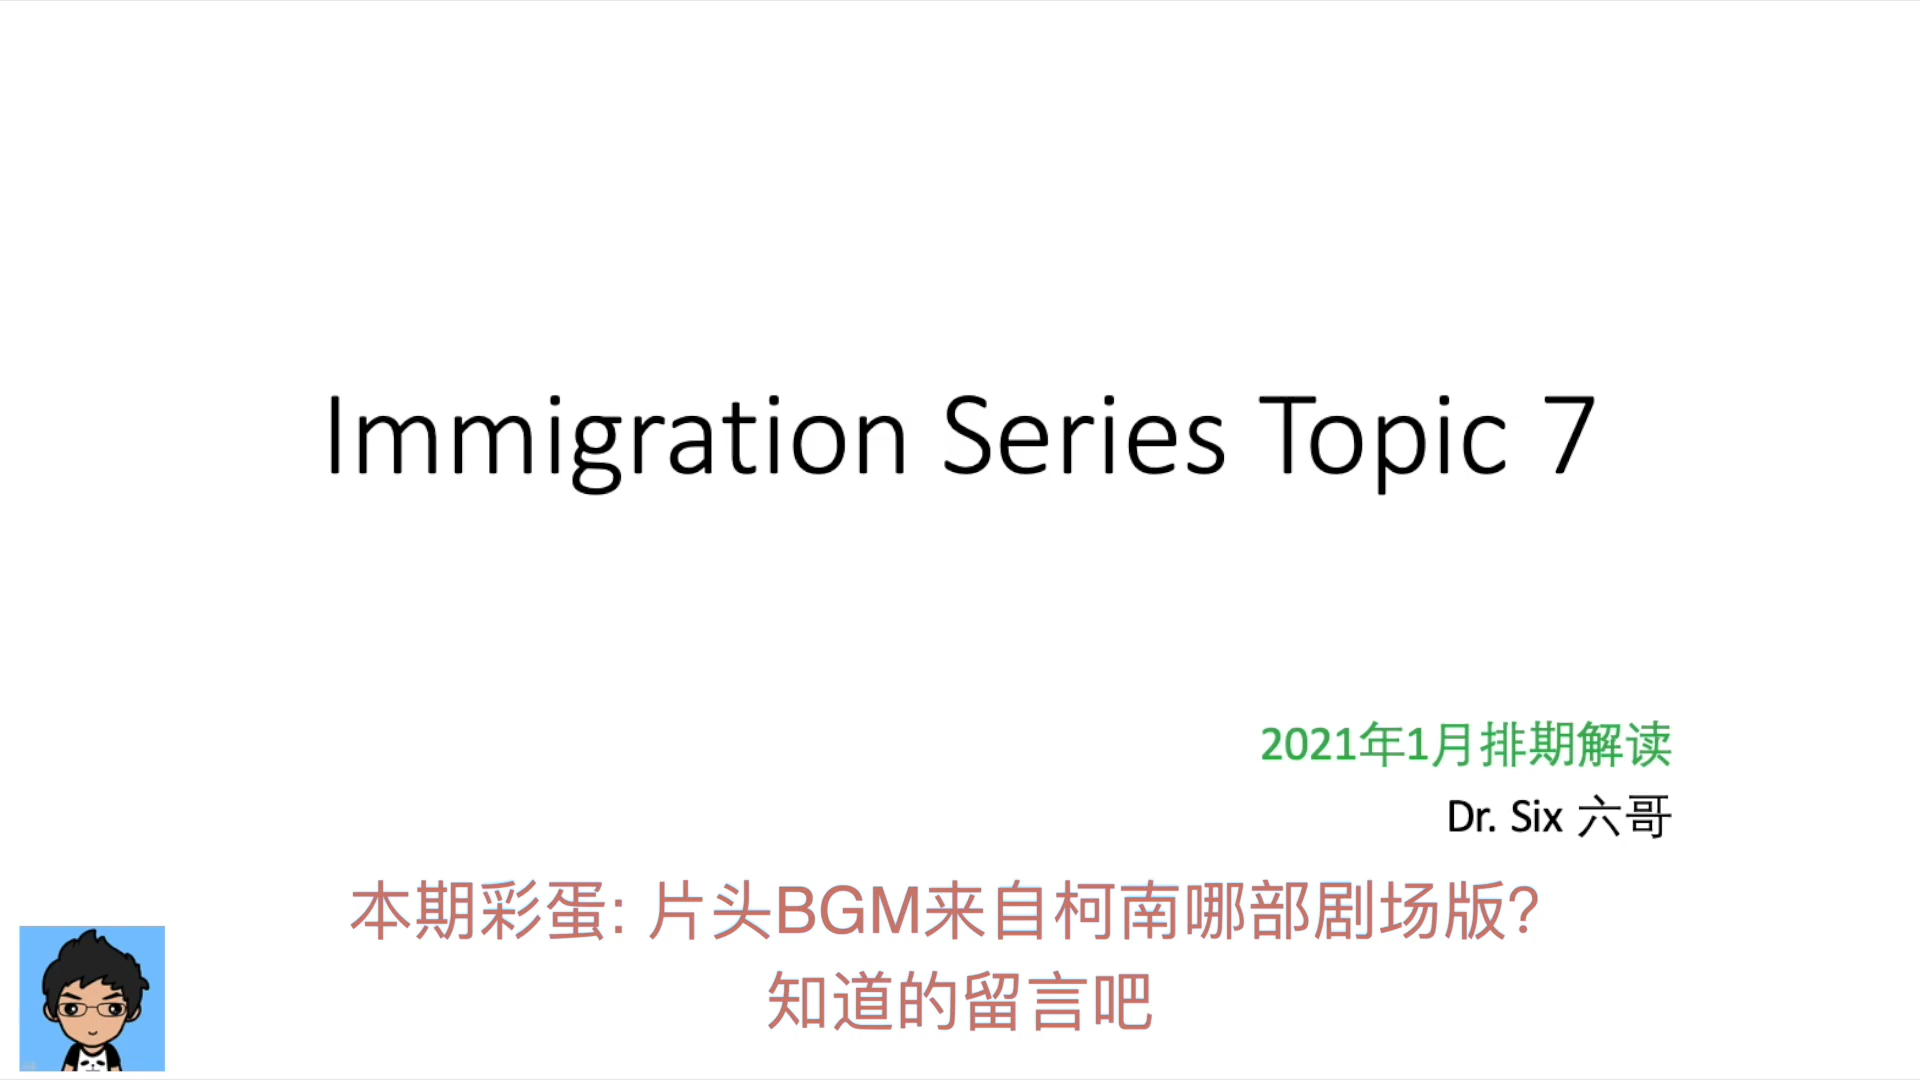 Immigration Series Topic 7
2021年1月排期解读
Dr. Six 六哥
本期彩蛋: 片头BGM来自柯南哪部剧场版?
知道的留言吧